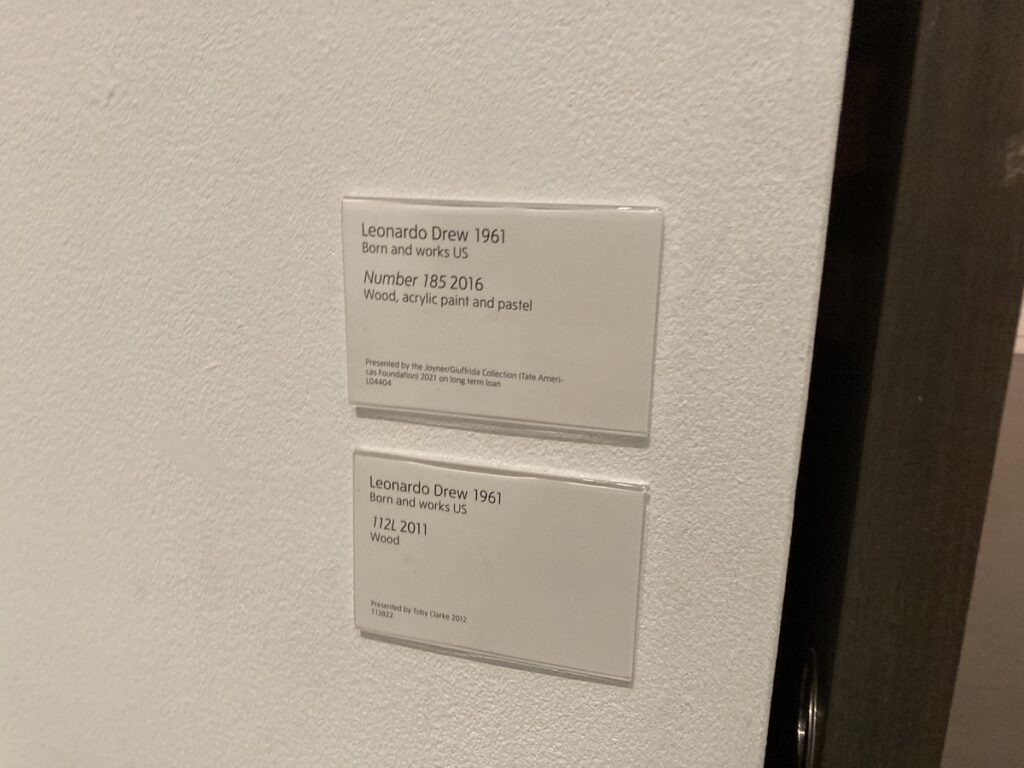 Leonardo Drew 1961
Born and works US
Number 185 2016
Wood, acrylic paint and pastel
Presented by the Joyner/Giuffrida Collection (Tate Ameri-
cas Foundation) 2021 on long term loan
L04404
Leonardo Drew 1961
Born and works US
112L 2011
Wood
Presented by Toby Clarke 2012
T13822